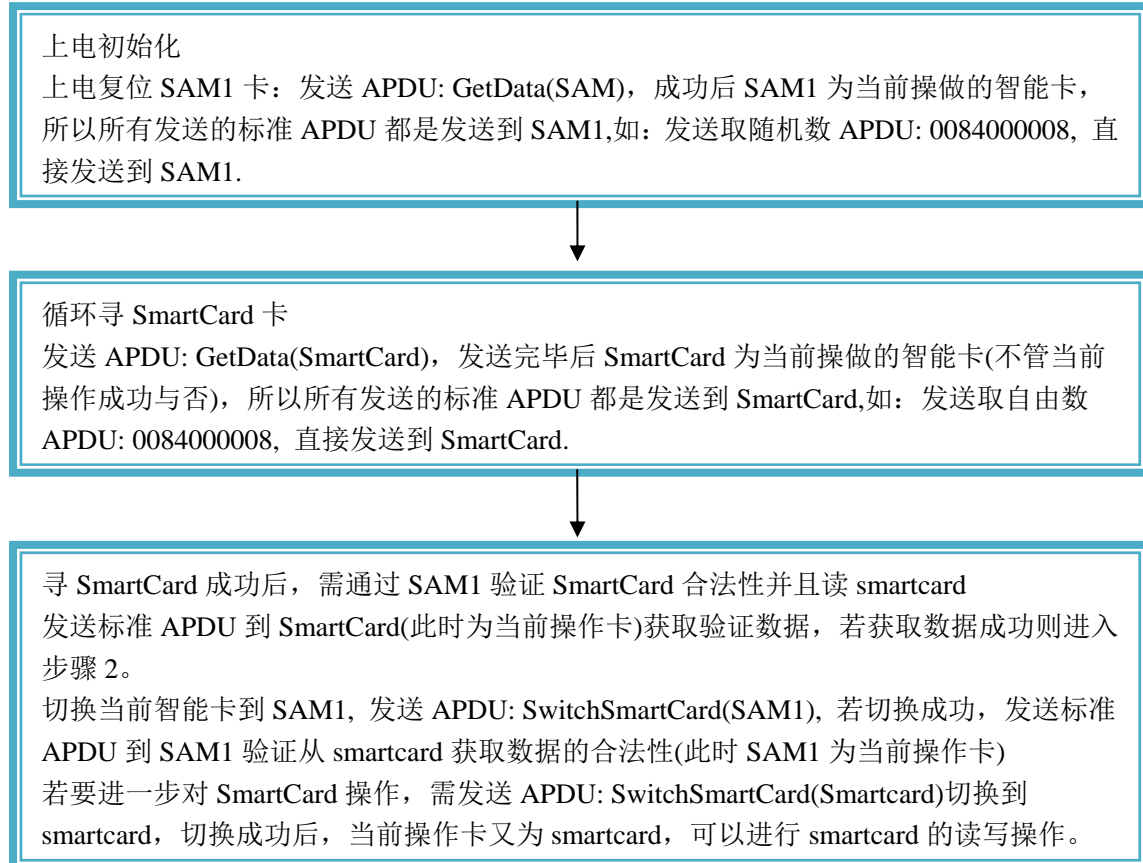 上电初始化
上电复位 SAM1 卡：发送 APDU: GetData(SAM)，成功后 SAM1 为当前操做的智能卡，
所以所有发送的标准 APDU 都是发送到 SAM1,如：发送取随机数 APDU: 0084000008, 直
接发送到 SAM1.
循环寻 SmartCard 卡
发送 APDU: GetData(SmartCard)，发送完毕后 SmartCard 为当前操做的智能卡(不管当前
操作成功与否)，所以所有发送的标准 APDU 都是发送到 SmartCard,如：发送取自由数
APDU: 0084000008, 直接发送到 SmartCard.
寻 SmartCard 成功后，需通过 SAM1 验证 SmartCard 合法性并且读 smartcard
发送标准 APDU 到 SmartCard(此时为当前操作卡)获取验证数据，若获取数据成功则进入
步骤 2。
切换当前智能卡到 SAM1, 发送 APDU: SwitchSmartCard(SAM1), 若切换成功，发送标准
APDU 到 SAM1 验证从 smartcard 获取数据的合法性(此时 SAM1 为当前操作卡)
若要进一步对 SmartCard 操作，需发送 APDU: SwitchSmartCard(Smartcard)切换到
smartcard，切换成功后，当前操作卡又为 smartcard，可以进行 smartcard 的读写操作。